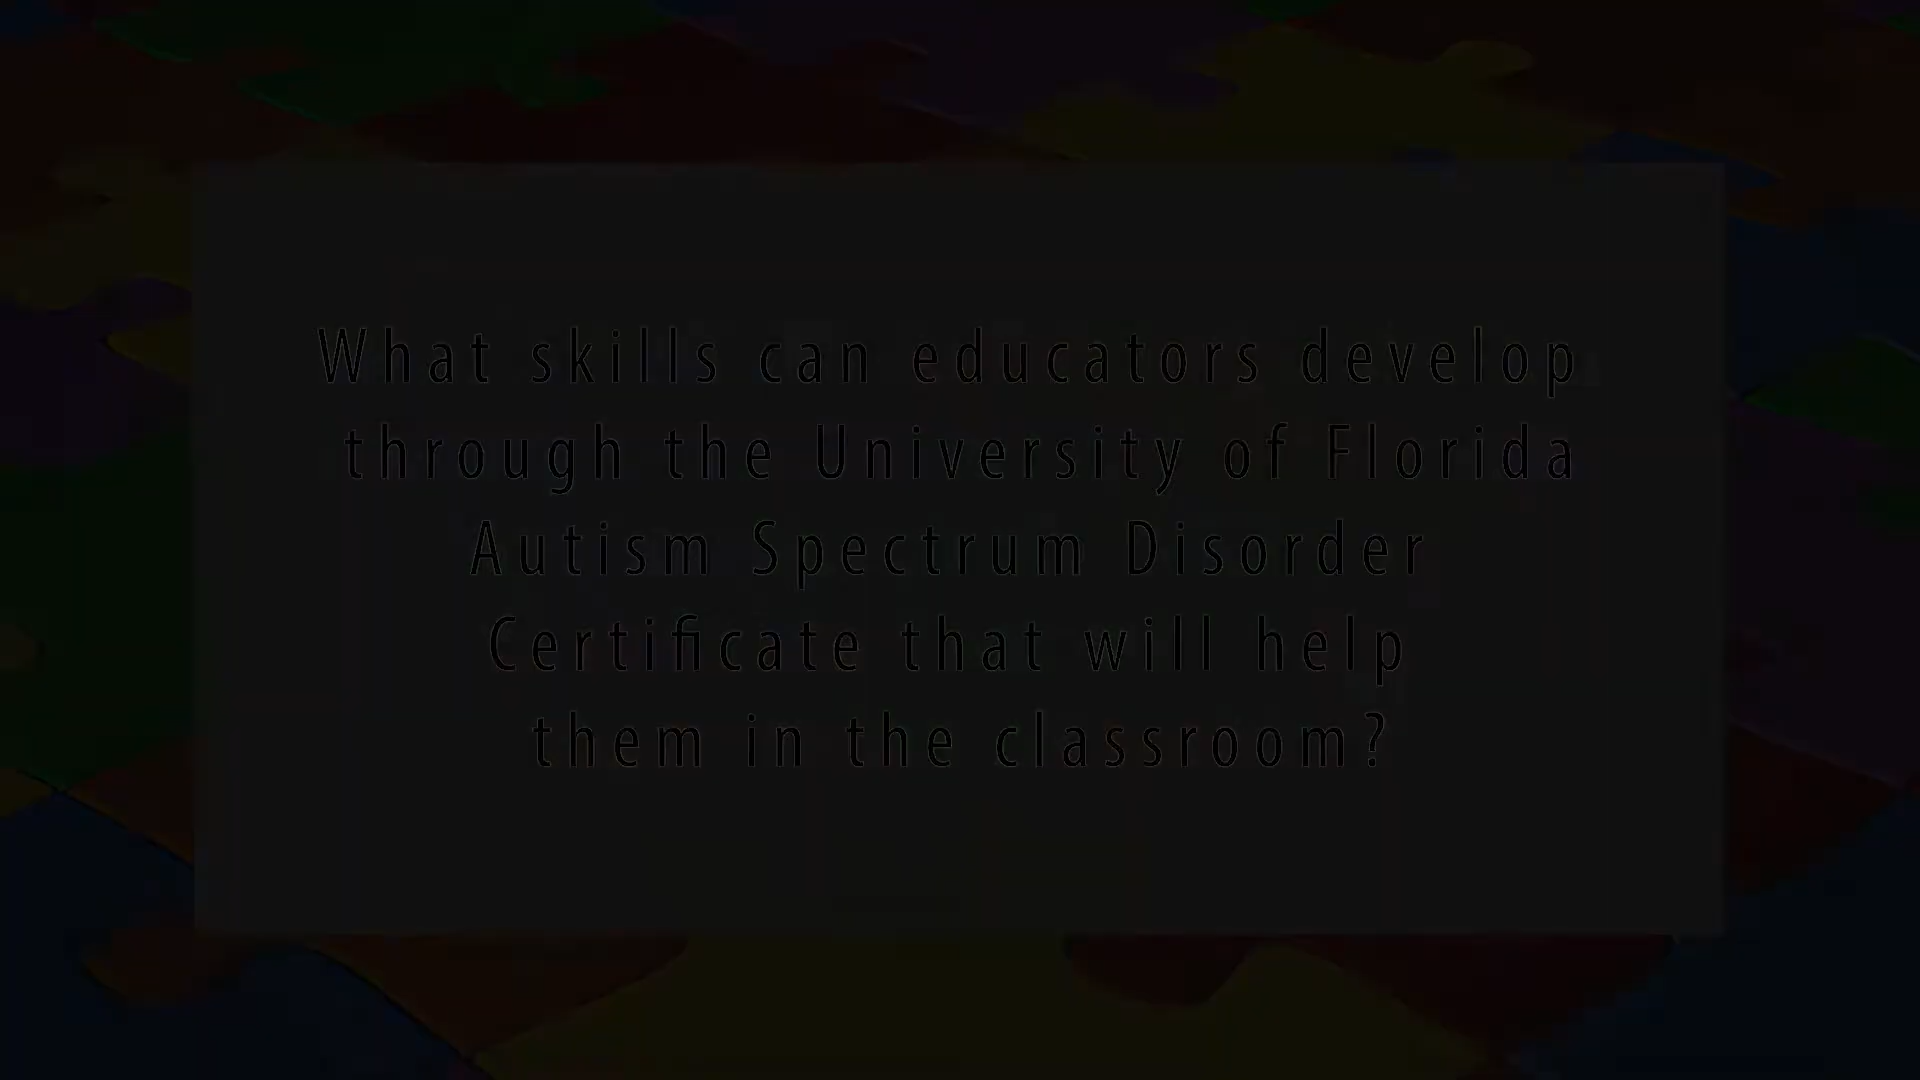 What skills can educators develop
through the University of Florida
Autism Spectrum Disorder
Certificate that will help
them in the classroom?